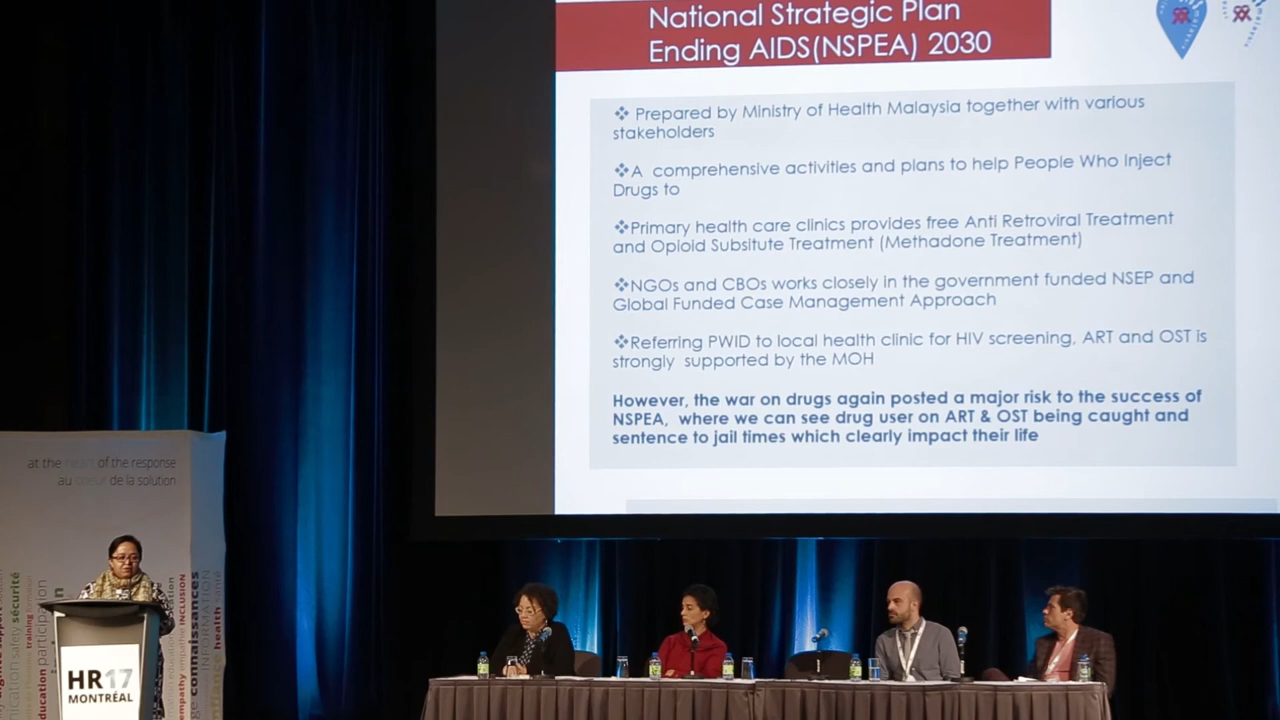 National Strategic Plan
Ending AIDS(NSPEA) 2030
❖ Prepared by Ministry of Health Malaysia together with various
stakeholders
❖A comprehensive activities and plans to help People Who Inject
Drugs to
❖Primary health care clinics provides free Anti Retroviral Treatment
and Opioid Subsitute Treatment (Methadone Treatment)
❖NGOs and CBOs works closely in the government funded NSEP and
Global Funded Case Management Approach
❖Referring PWID to local health clinic for HIV screening, ART and OST is
strongly supported by the MOH
However, the war on drugs again posted a major risk to the success of
NSPEA, where we can see drug user on ART & OST being caught and
sentence to jail times which clearly impact their life
at the heart of the response
au coeur de la solution
sécurité
training
education participation
empathy
INCLUSION
connaissances
INFORMATION
health
HR17
MONTRÉAL